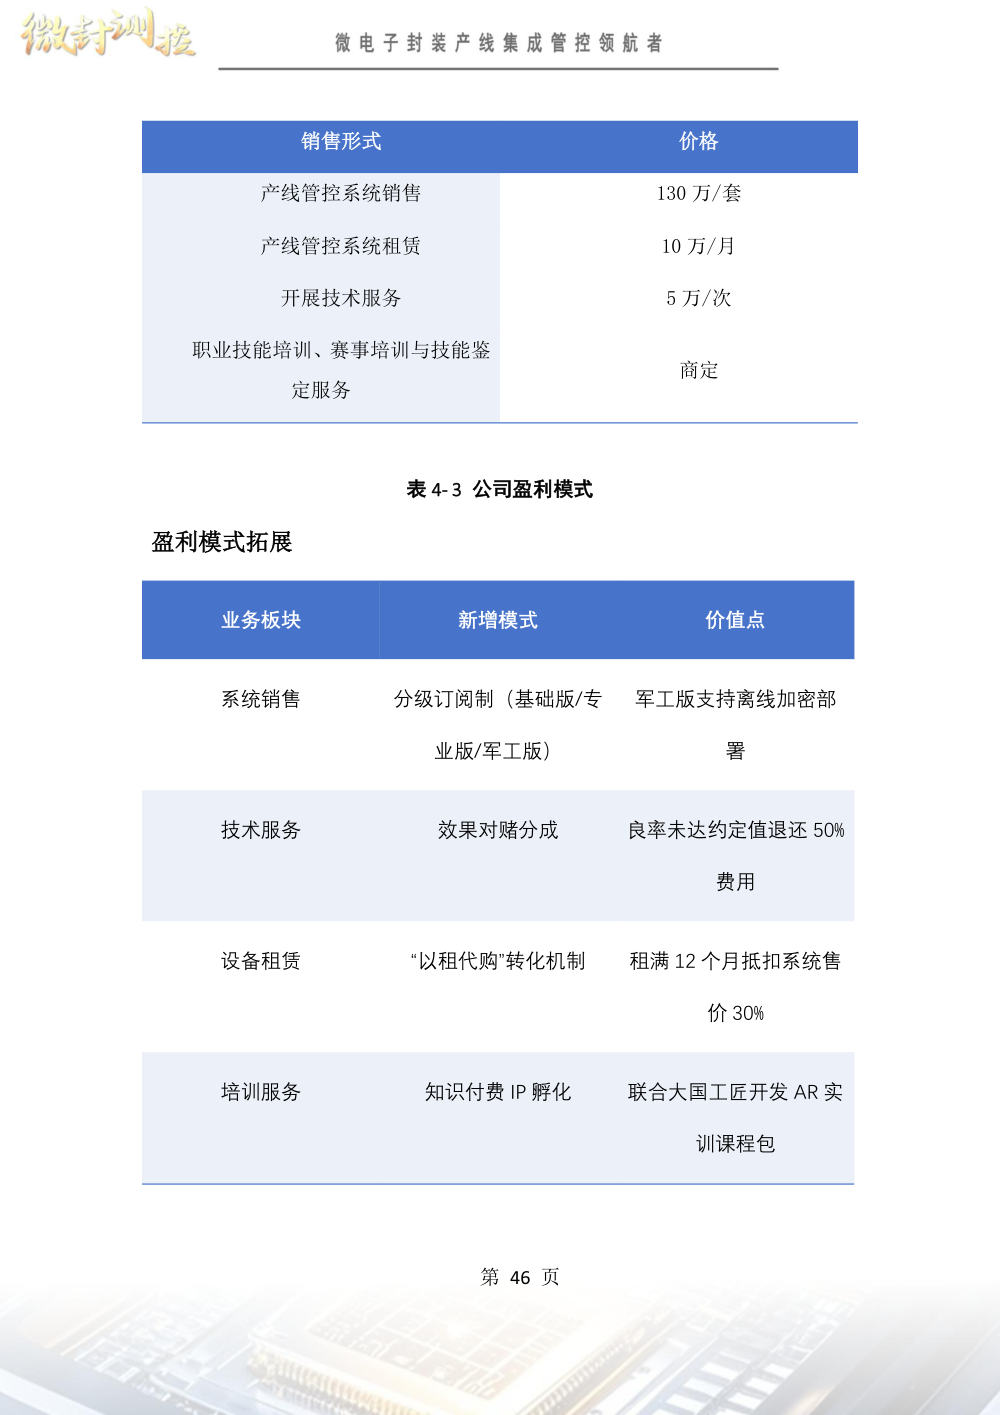 微封测控
微电子封装产线集成管控领航者
销售形式 价格
产线管控系统销售 130 万/套
产线管控系统租赁 10 万/月
开展技术服务 5 万/次
职业技能培训、赛事培训与技能鉴
定服务
商定
表 4- 3 公司盈利模式
盈利模式拓展
业务板块 新增模式 价值点
系统销售 分级订阅制（基础版/专 军工版支持离线加密部
业版/军工版） 署
技术服务 效果对赌分成 良率未达约定值退还 50%
费用
设备租赁 “以租代购”转化机制 租满 12 个月抵扣系统售
价 30%
培训服务 知识付费 IP 孵化 联合大国工匠开发 AR 实
训课程包
第 46 页